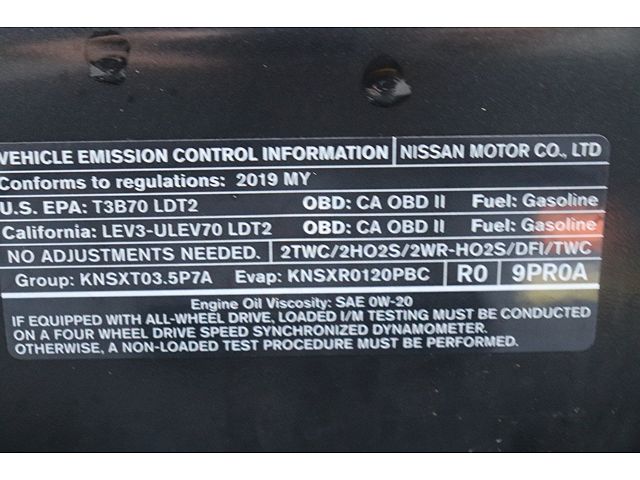 VEHICLE EMISSION CONTROL INFORMATION NISSAN MOTOR CO., LTD
Conforms to regulations: 2019 MY
U.S. EPA: T3B70 LDT2 OBD: CA OBD II Fuel: Gasoline
California: LEV3-ULEV70 LDT2 OBD: CA OBD II Fuel: Gasoline
NO ADJUSTMENTS NEEDED. 2TWC/2HO2S/2WR-HO2S/DFI/TWC
Group: KNSXT03.5P7A Evap: KNSXR0120PBC R0 9PR0A
Engine Oil Viscosity: SAE 0W-20
IF EQUIPPED WITH ALL-WHEEL DRIVE, LOADED I/M TESTING MUST BE CONDUCTED
ON A FOUR WHEEL DRIVE SPEED SYNCHRONIZED DYNAMOMETER.
OTHERWISE, A NON-LOADED TEST PROCEDURE MUST BE PERFORMED.